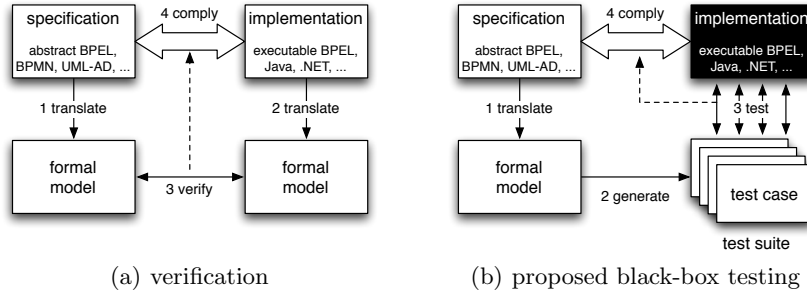 specification
abstract BPEL,
BPMN, UML-AD, ...
4 comply
implementation
executable BPEL,
Java, .NET, ...
1 translate
2 translate
formal
model
3 verify
formal
model
(a) verification
specification
abstract BPEL,
BPMN, UML-AD, ...
4 comply
implementation
executable BPEL,
Java, .NET, ...
1 translate
3 test
formal
model
2 generate
test case
test suite
(b) proposed black-box testing